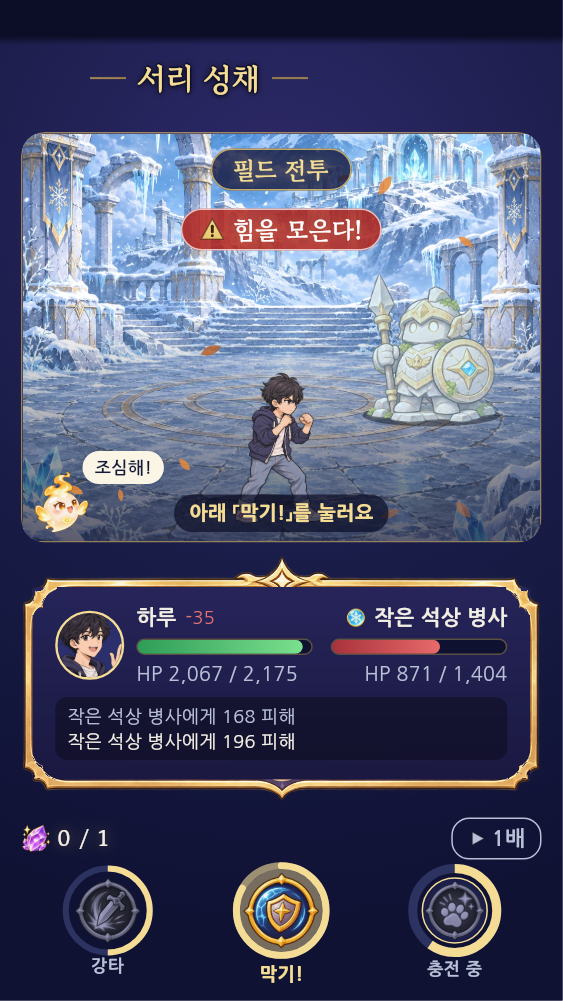 서리 성채
필드 전투
힘을 모은다!
조심해!
아래 「막기!」를 눌러요
하루 -35
작은 석상 병사
HP 2,067 / 2,175
HP 871 / 1,404
작은 석상 병사에게 168 피해
작은 석상 병사에게 196 피해
0 / 1
▶ 1배
강타
막기!
충전 중